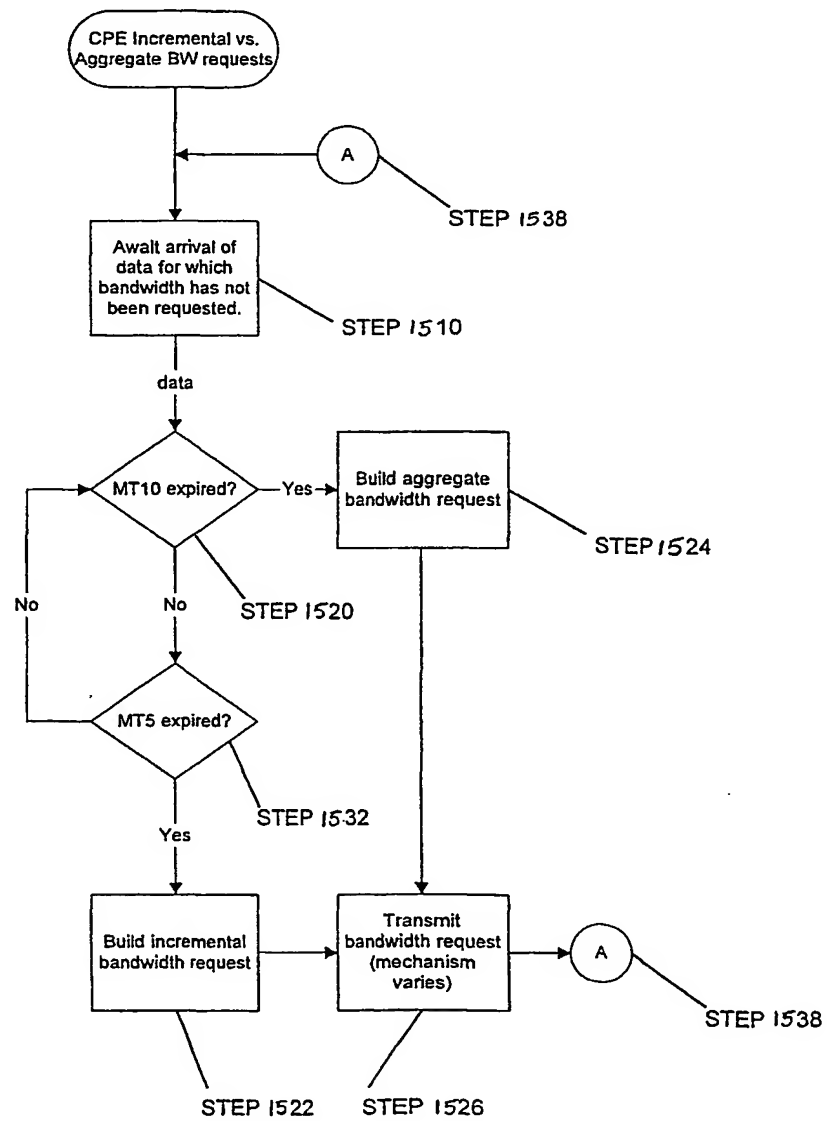 CPE Incremental vs.
Aggregate BW requests
A
STEP 1538
Await arrival of
data for which
bandwidth has not
been requested.
STEP 1510
data
MT10 expired?
Yes
Build aggregate
bandwidth request
STEP 1524
No
No
STEP 1520
MT5 expired?
STEP 1532
Yes
Build incremental
bandwidth request
Transmit
bandwidth request
(mechanism
varies)
A
STEP 1538
STEP 1522
STEP 1526